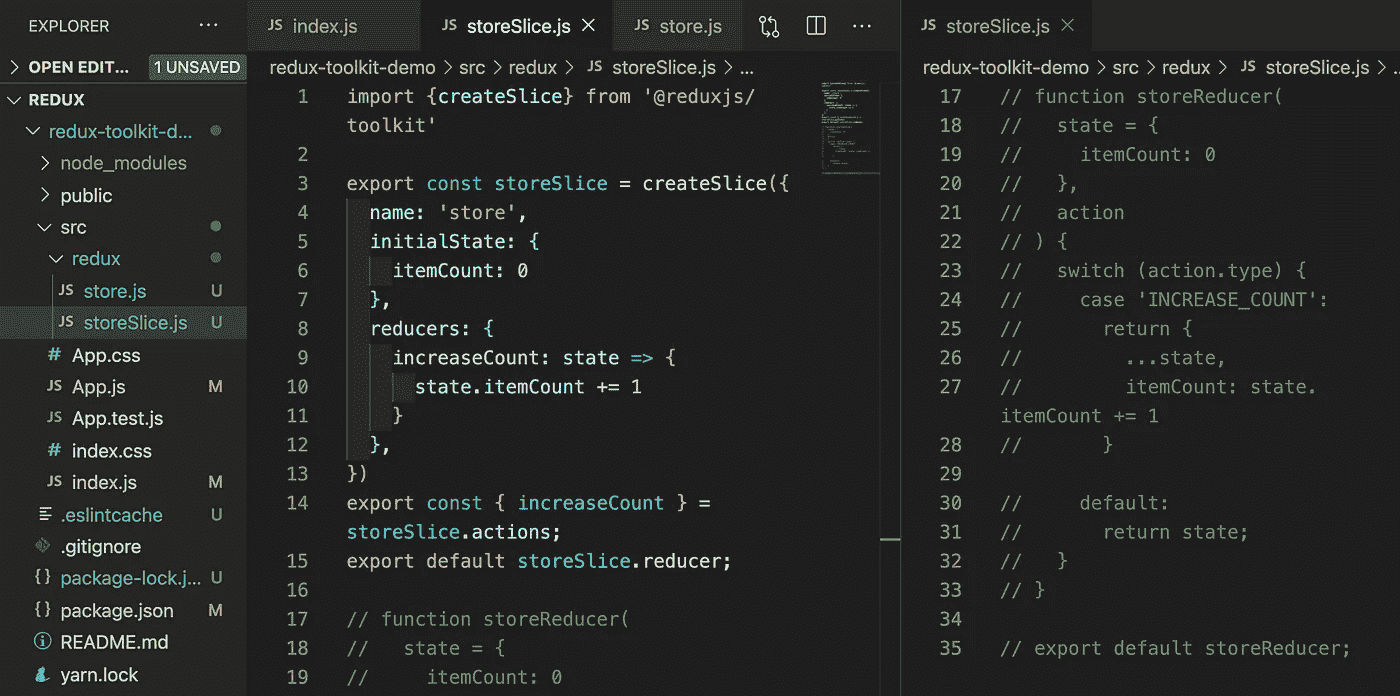 EXPLORER ...
OPEN EDIT... 1 UNSAVED
REDUX
redux-toolkit-d...
node_modules
public
src
redux
JS store.js U
JS storeSlice.js U
# App.css
JS App.js M
JS App.test.js
# index.css
JS index.js M
.eslintcache U
.gitignore
{} package-lock.j... U
{} package.json M
README.md
yarn.lock
JS index.js JS storeSlice.js JS store.js ...
redux-toolkit-demo > src > redux > JS storeSlice.js > ...
1 import {createSlice} from '@reduxjs/
toolkit'
2
3 export const storeSlice = createSlice({
4 name: 'store',
5 initialState: {
6 itemCount: 0
7 },
8 reducers: {
9 increaseCount: state => {
10 state.itemCount += 1
11 }
12 },
13 })
14 export const { increaseCount } =
storeSlice.actions;
15 export default storeSlice.reducer;
16
17 // function storeReducer(
18 // state = {
19 // itemCount: 0
JS storeSlice.js
redux-toolkit-demo > src > redux > JS storeSlice.js > ..
17 // function storeReducer(
18 // state = {
19 // itemCount: 0
20 // },
21 // action
22 // ) {
23 // switch (action.type) {
24 // case 'INCREASE_COUNT':
25 // return {
26 // ...state,
27 // itemCount: state.
itemCount += 1
28 // }
29
30 // default:
31 // return state;
32 // }
33 // }
34
35 // export default storeReducer;